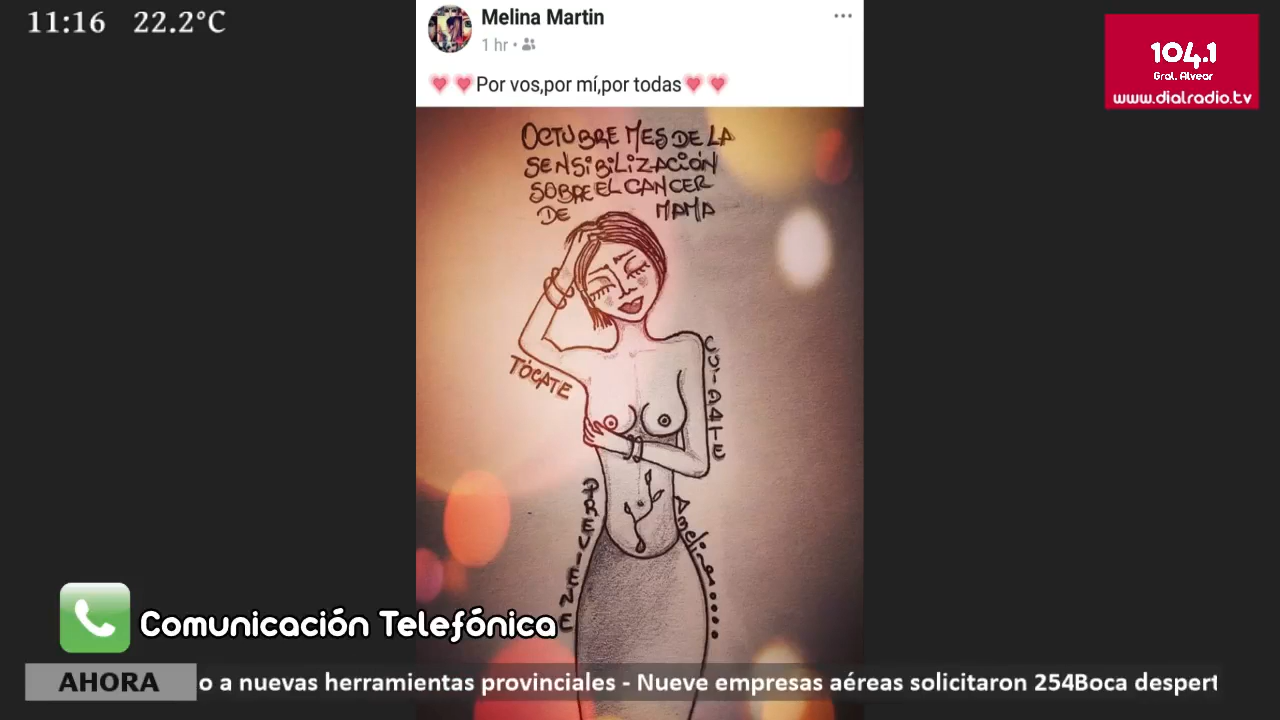 11:16 22.2°C
Melina Martin
1 hr
Por vos,por mí,por todas
104.1
Gral. Alvear
www.dialradio.tv
OCTUBRE MES DE LA
SENSiBiLiZACIÓN
SOBRE EL CANCER
DE MAMA
TÓCATE
CUIDATE
PREVIENE
Amelina....
Comunicación Telefónica
AHORA
o a nuevas herramientas provinciales - Nueve empresas aéreas solicitaron 254Boca despert